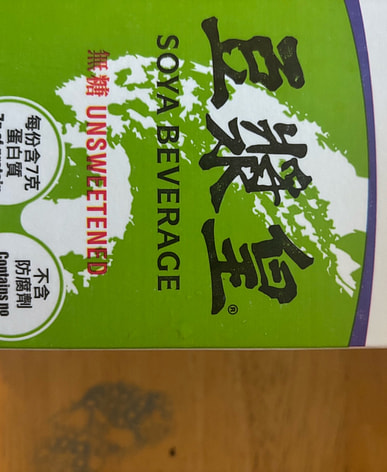 豆漿皇®
SOYA BEVERAGE
無糖 UNSWEETENED
每份含7克
蛋白質
不含
防腐劑
Contains no